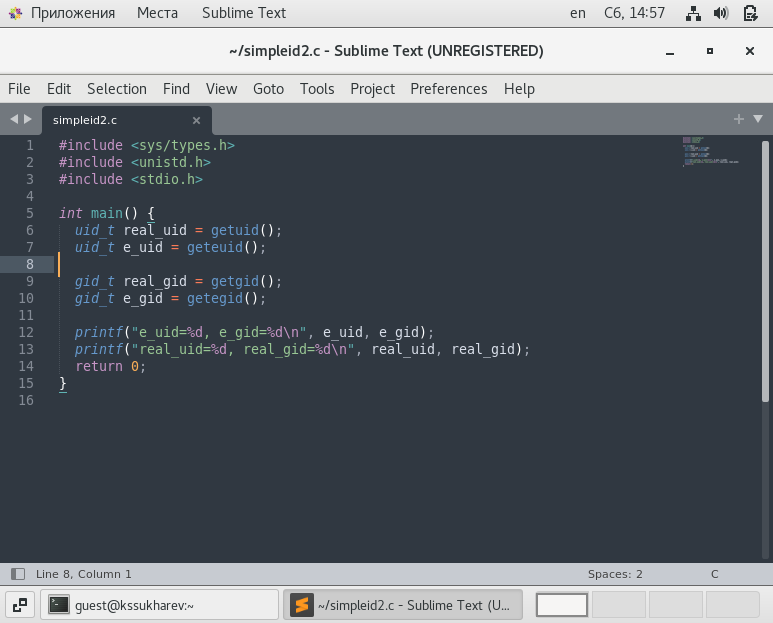 Приложения Места Sublime Text en Сб, 14:57
~/simpleid2.c - Sublime Text (UNREGISTERED)
File Edit Selection Find View Goto Tools Project Preferences Help
simpleid2.c
1 #include <sys/types.h>
2 #include <unistd.h>
3 #include <stdio.h>
4
5 int main() {
6 uid_t real_uid = getuid();
7 uid_t e_uid = geteuid();
8
9 gid_t real_gid = getgid();
10 gid_t e_gid = getegid();
11
12 printf("e_uid=%d, e_gid=%d\n", e_uid, e_gid);
13 printf("real_uid=%d, real_gid=%d\n", real_uid, real_gid);
14 return 0;
15 }
16
Line 8, Column 1 Spaces: 2 C
guest@kssukharev:~ ~/simpleid2.c - Sublime Text (U...